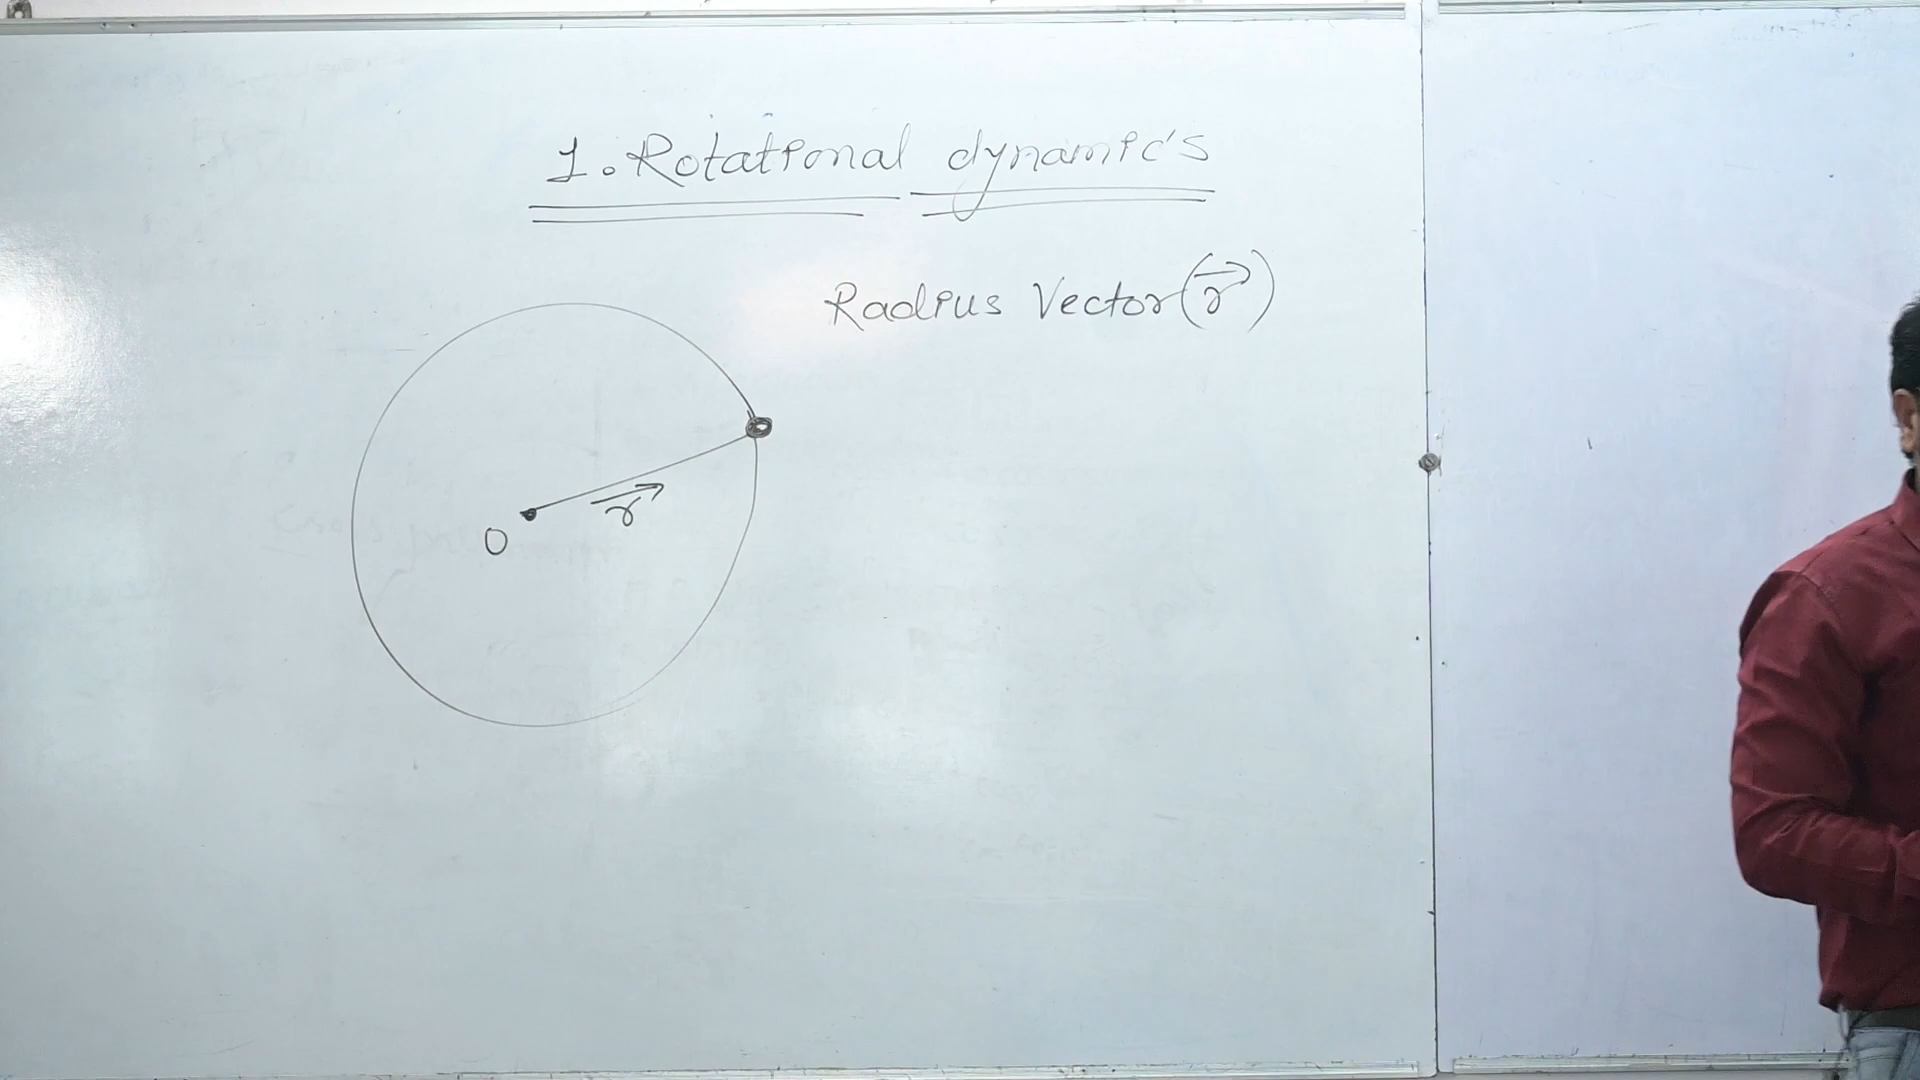 1. Rotational dynamic's
Radius Vector (r⃗)
r⃗
O